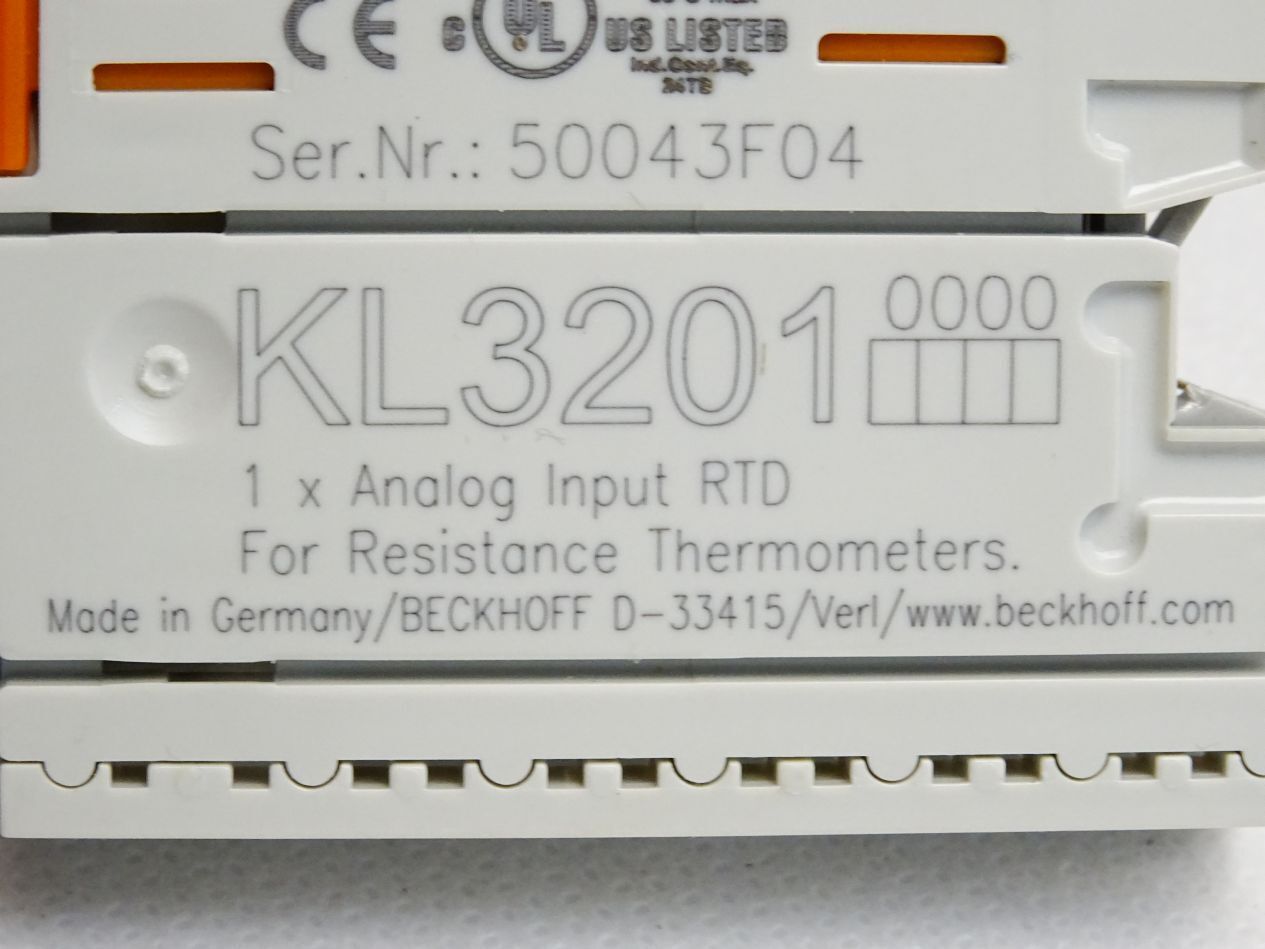 CE C UL US LISTED
Ind.Cont.Eq.
24TB
Ser.Nr.: 50043F04
KL3201 0000
1 x Analog Input RTD
For Resistance Thermometers.
Made in Germany/BECKHOFF D-33415/Verl/www.beckhoff.com